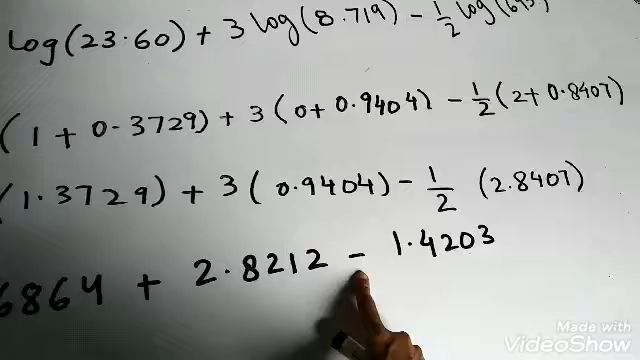 log(23.60) + 3 log(8.719) - 1/2 log(
(1 + 0.3729) + 3(0 + 0.9404) - 1/2(2 + 0.8407)
(1.3729) + 3(0.9404) - 1/2 (2.8407)
6864 + 2.8212 - 1.4203
Made with
VideoShow